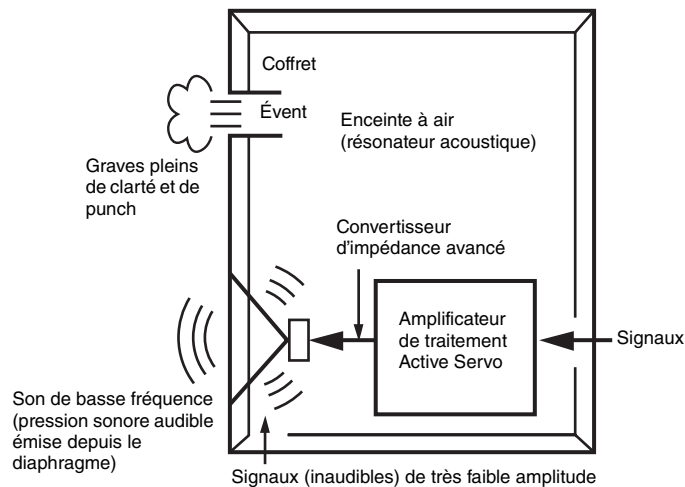 Coffret
Évent
Enceinte à air
(résonateur acoustique)
Graves pleins
de clarté et de
punch
Convertisseur
d'impédance avancé
Amplificateur
de traitement
Active Servo
Signaux
Son de basse fréquence
(pression sonore audible
émise depuis le
diaphragme)
Signaux (inaudibles) de très faible amplitude